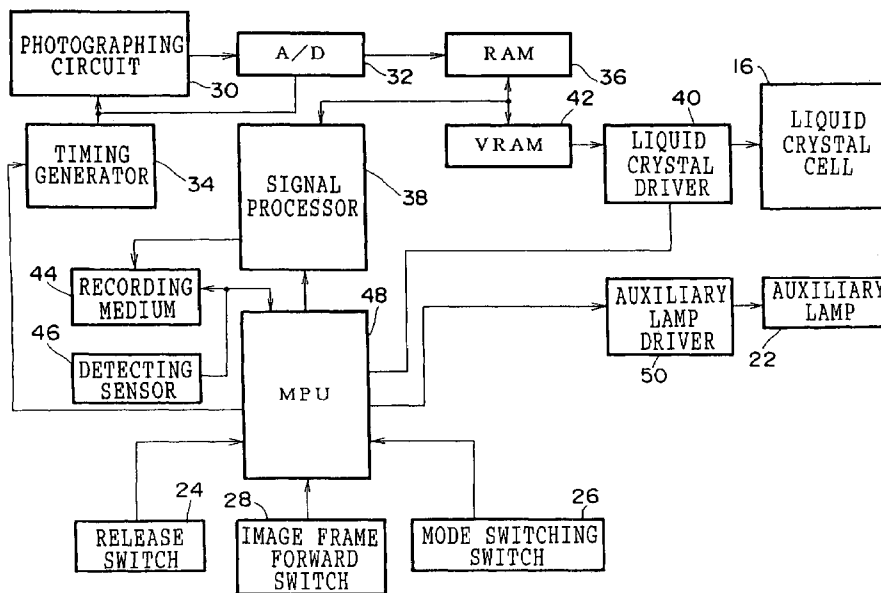 PHOTOGRAPHING
CIRCUIT
30
A/D
32
RAM
36
16
LIQUID
CRYSTAL
CELL
TIMING
GENERATOR
34
SIGNAL
PROCESSOR
38
42
VRAM
40
LIQUID
CRYSTAL
DRIVER
44
RECORDING
MEDIUM
46
DETECTING
SENSOR
48
MPU
AUXILIARY
LAMP
DRIVER
50
AUXILIARY
LAMP
22
24
RELEASE
SWITCH
28
IMAGE FRAME
FORWARD
SWITCH
26
MODE SWITCHING
SWITCH